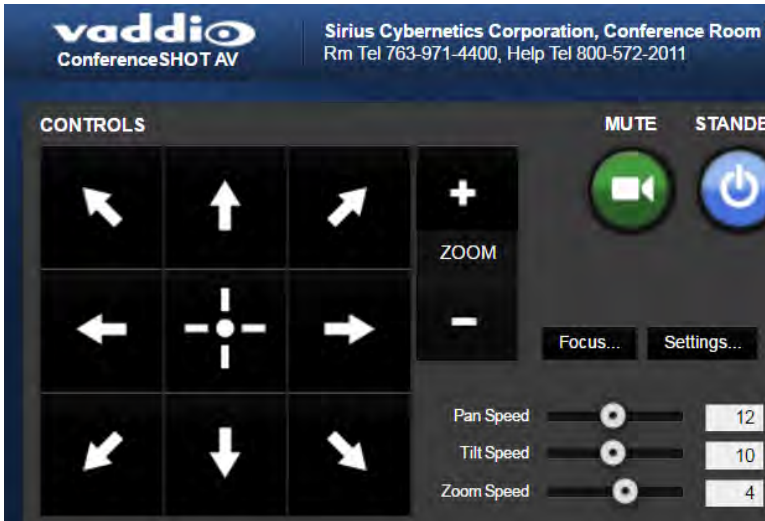 vaddio
ConferenceSHOT AV
Sirius Cybernetics Corporation, Conference Room
Rm Tel 763-971-4400, Help Tel 800-572-2011
CONTROLS
MUTE STANDB
+
ZOOM
-
Focus... Settings...
Pan Speed 12
Tilt Speed 10
Zoom Speed 4